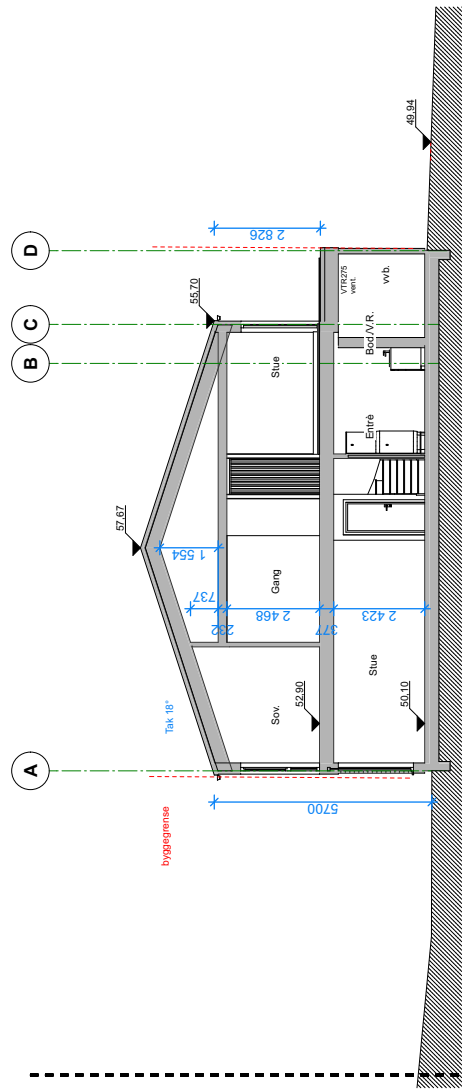 A
B
C
D
57,67
55,70
Tak 18°
byggegrense
1 554
737
232
2 468
377
2 423
2 826
5700
Sov.
Gang
Stue
52,90
Stue
50,10
Entrè
Bod./V.R.
VTR275
vent.
vvb.
49,94